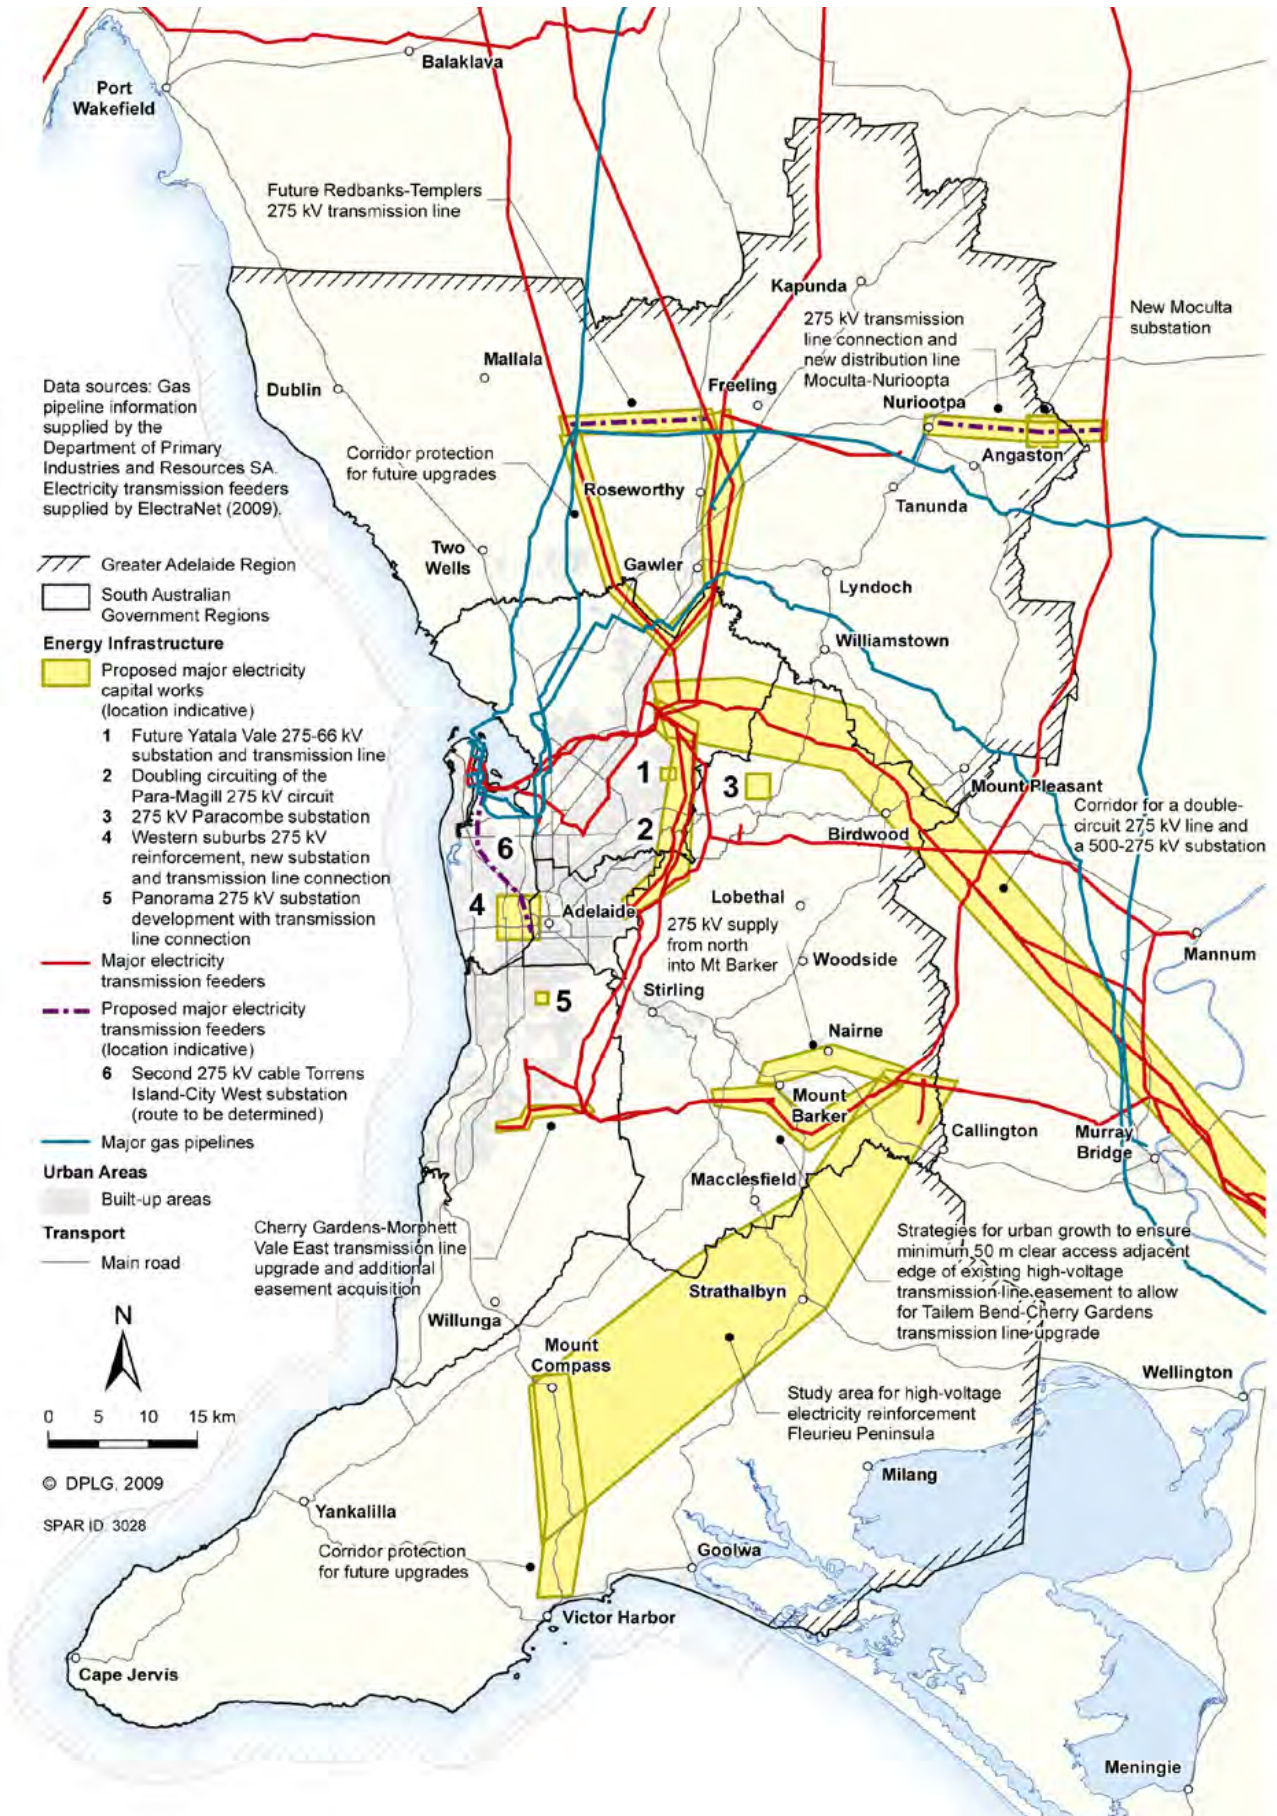 Balaklava
Port
Wakefield
Future Redbanks-Templers
275 kV transmission line
Kapunda
275 kV transmission
line connection and
new distribution line
Moculta-Nurioopta
New Moculta
substation
Mallala
Dublin
Freeling
Nuriootpa
Data sources: Gas
pipeline information
supplied by the
Department of Primary
Industries and Resources SA.
Electricity transmission feeders
supplied by ElectraNet (2009).
Corridor protection
for future upgrades
Roseworthy
Angaston
Tanunda
Two
Wells
Gawler
Lyndoch
Williamstown
Greater Adelaide Region
South Australian
Government Regions
Energy Infrastructure
Proposed major electricity
capital works
(location indicative)
1 Future Yatala Vale 275-66 kV
substation and transmission line
2 Doubling circuiting of the
Para-Magill 275 kV circuit
3 275 kV Paracombe substation
4 Western suburbs 275 kV
reinforcement, new substation
and transmission line connection
5 Panorama 275 kV substation
development with transmission
line connection
Major electricity
transmission feeders
Proposed major electricity
transmission feeders
(location indicative)
6 Second 275 kV cable Torrens
Island-City West substation
(route to be determined)
Major gas pipelines
Urban Areas
Built-up areas
Transport
Main road
1
2
3
4
5
6
Mount Pleasant
Corridor for a double-
circuit 275 kV line and
a 500-275 kV substation
Birdwood
Lobethal
Adelaide
275 kV supply
from north
into Mt Barker
Woodside
Mannum
Stirling
Nairne
Mount
Barker
Callington
Murray
Bridge
Macclesfield
Cherry Gardens-Morphett
Vale East transmission line
upgrade and additional
easement acquisition
Strategies for urban growth to ensure
minimum 50 m clear access adjacent
edge of existing high-voltage
transmission line easement to allow
for Tailem Bend-Cherry Gardens
transmission line upgrade
Strathalbyn
Willunga
Mount
Compass
Wellington
Study area for high-voltage
electricity reinforcement
Fleurieu Peninsula
N
0 5 10 15 km
© DPLG, 2009
SPAR ID: 3028
Milang
Yankalilla
Corridor protection
for future upgrades
Goolwa
Victor Harbor
Cape Jervis
Meningie